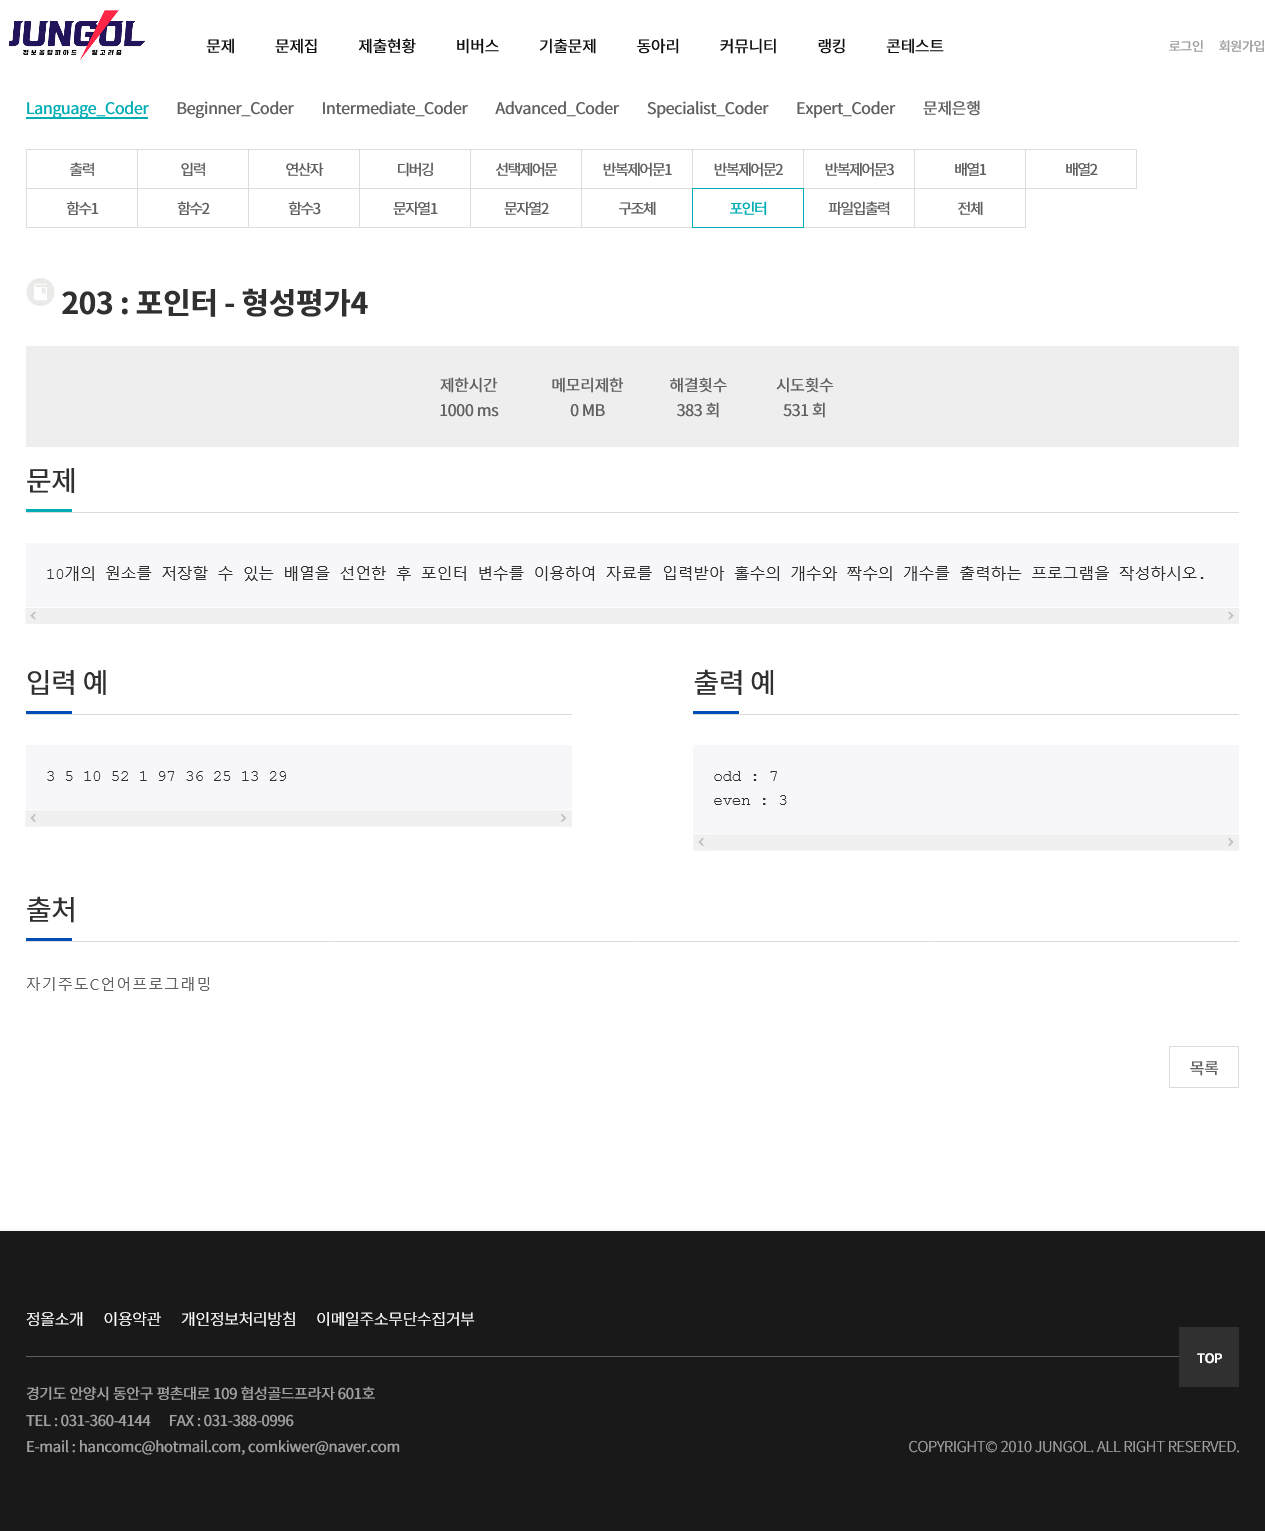 JUNGOL
정보올림피아드 알고리즘
문제 문제집 제출현황 비버스 기출문제 동아리 커뮤니티 랭킹 콘테스트 로그인 회원가입
Language_Coder Beginner_Coder Intermediate_Coder Advanced_Coder Specialist_Coder Expert_Coder 문제은행
출력 입력 연산자 디버깅 선택제어문 반복제어문1 반복제어문2 반복제어문3 배열1 배열2
함수1 함수2 함수3 문자열1 문자열2 구조체 포인터 파일입출력 전체
203 : 포인터 - 형성평가4
제한시간 메모리제한 해결횟수 시도횟수
1000 ms 0 MB 383 회 531 회
문제
10개의 원소를 저장할 수 있는 배열을 선언한 후 포인터 변수를 이용하여 자료를 입력받아 홀수의 개수와 짝수의 개수를 출력하는 프로그램을 작성하시오.
입력 예
3 5 10 52 1 97 36 25 13 29
출력 예
odd : 7
even : 3
출처
자기주도C언어프로그래밍
목록
정올소개 이용약관 개인정보처리방침 이메일주소무단수집거부
TOP
경기도 안양시 동안구 평촌대로 109 협성골드프라자 601호
TEL : 031-360-4144 FAX : 031-388-0996
E-mail : hancomc@hotmail.com, comkiwer@naver.com
COPYRIGHT© 2010 JUNGOL. ALL RIGHT RESERVED.